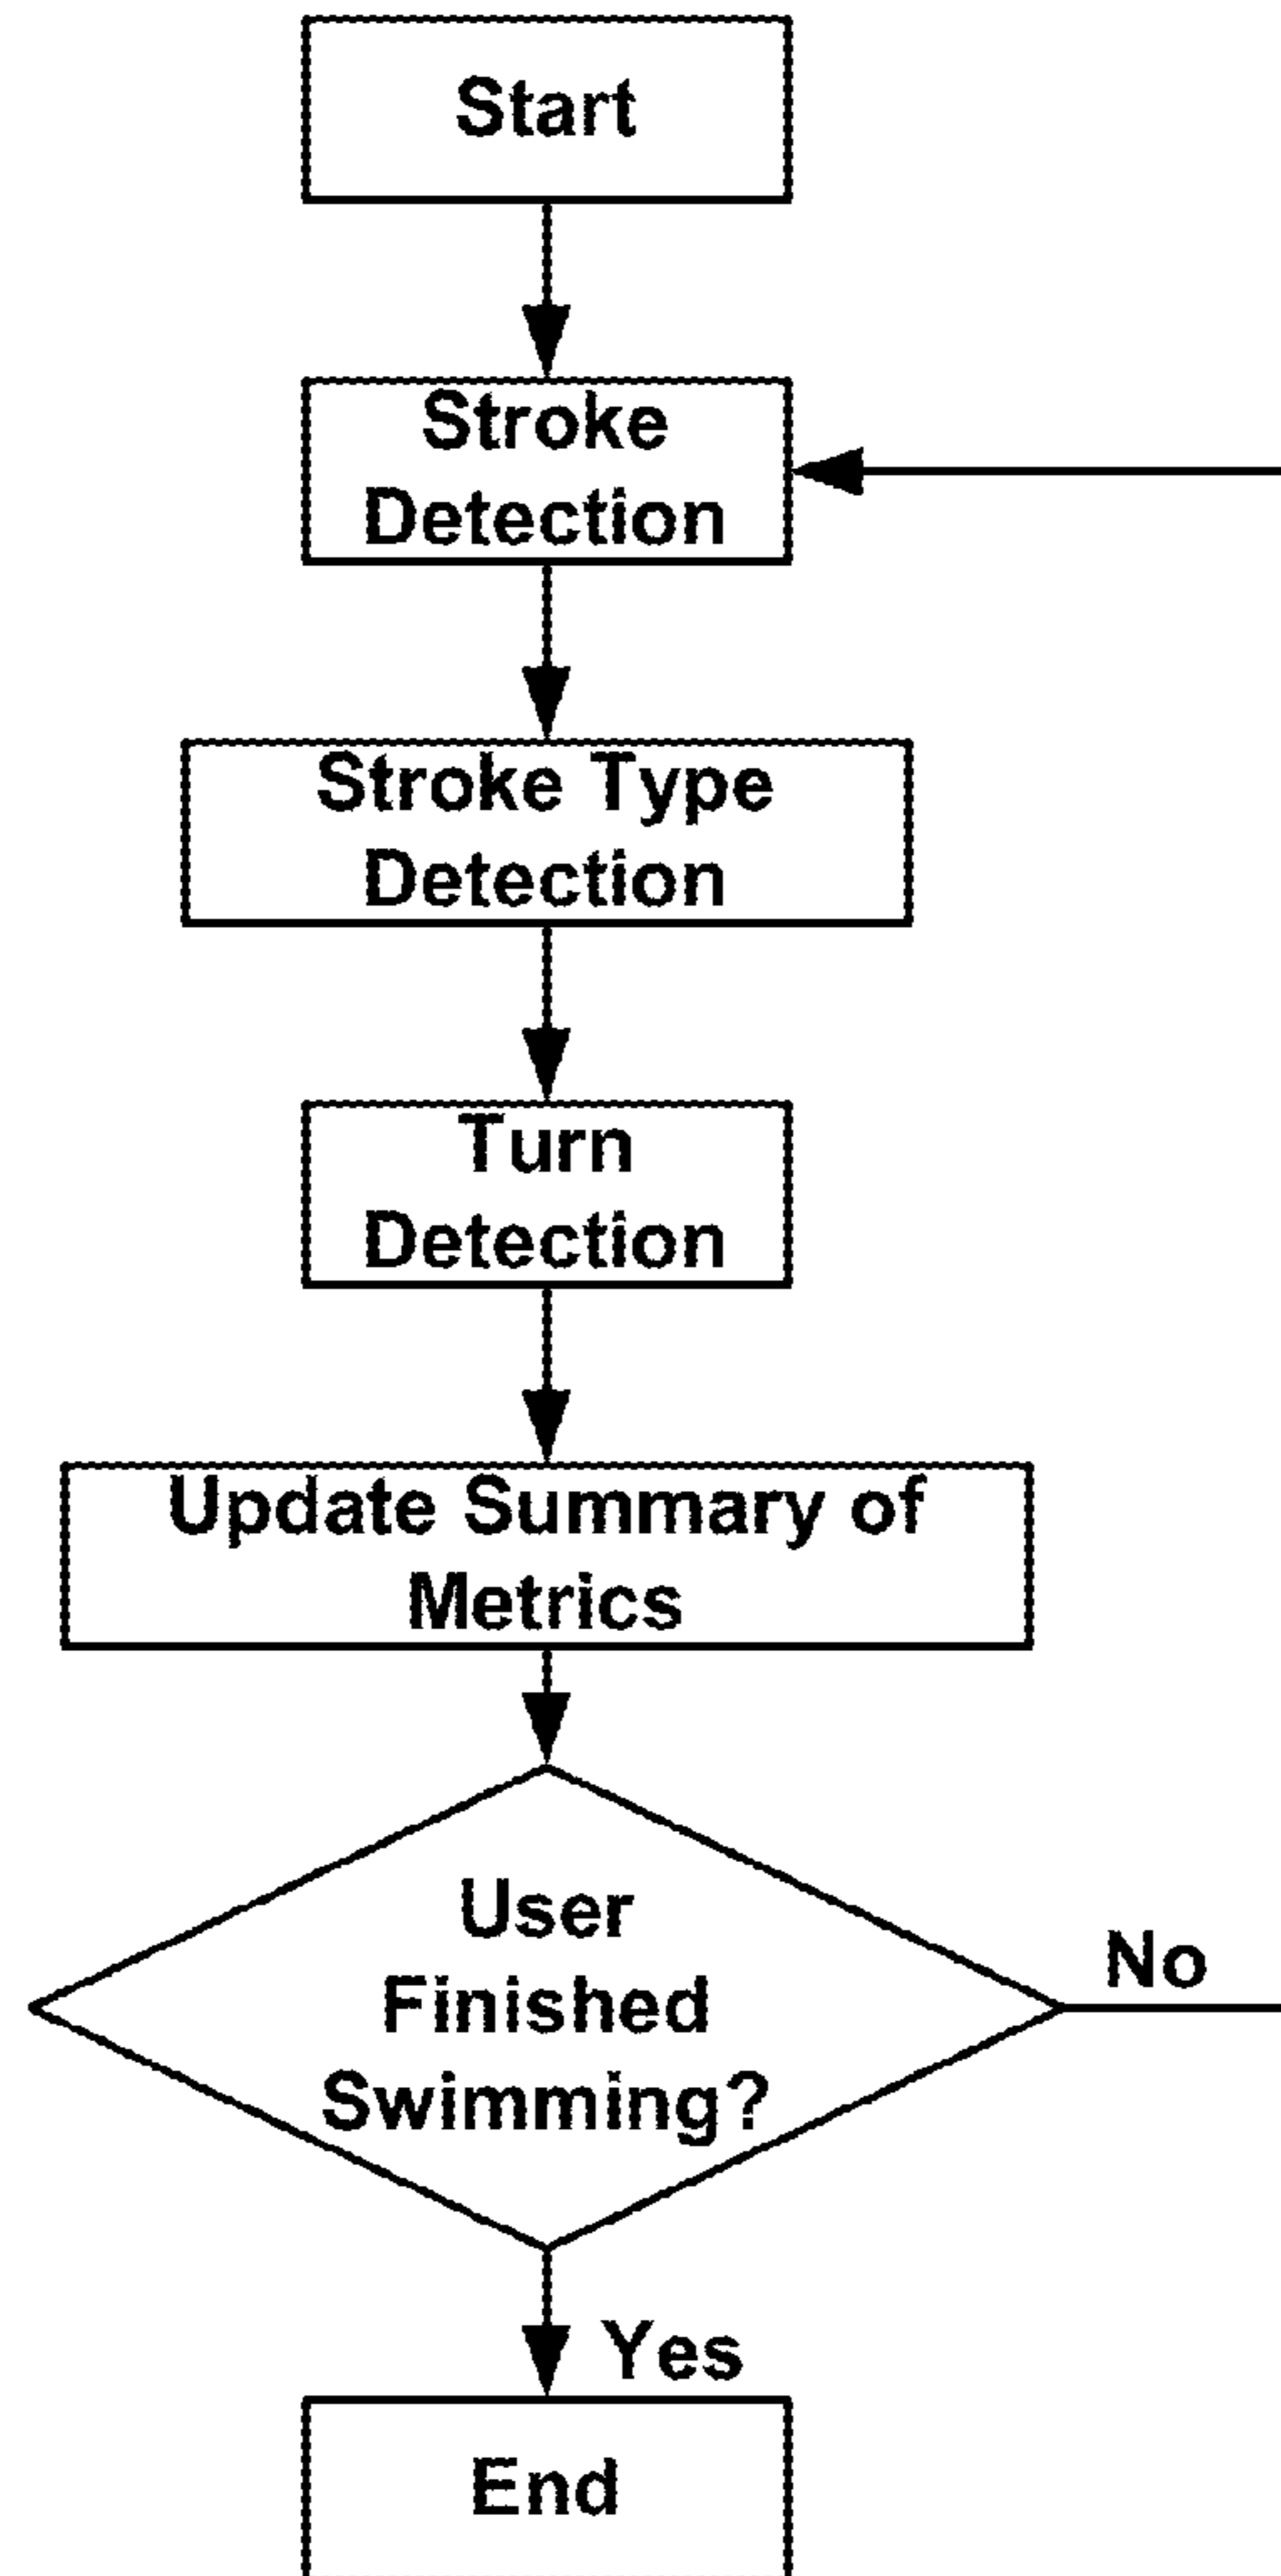 Start
Stroke
Detection
Stroke Type
Detection
Turn
Detection
Update Summary of
Metrics
User
Finished
Swimming?
No
Yes
End